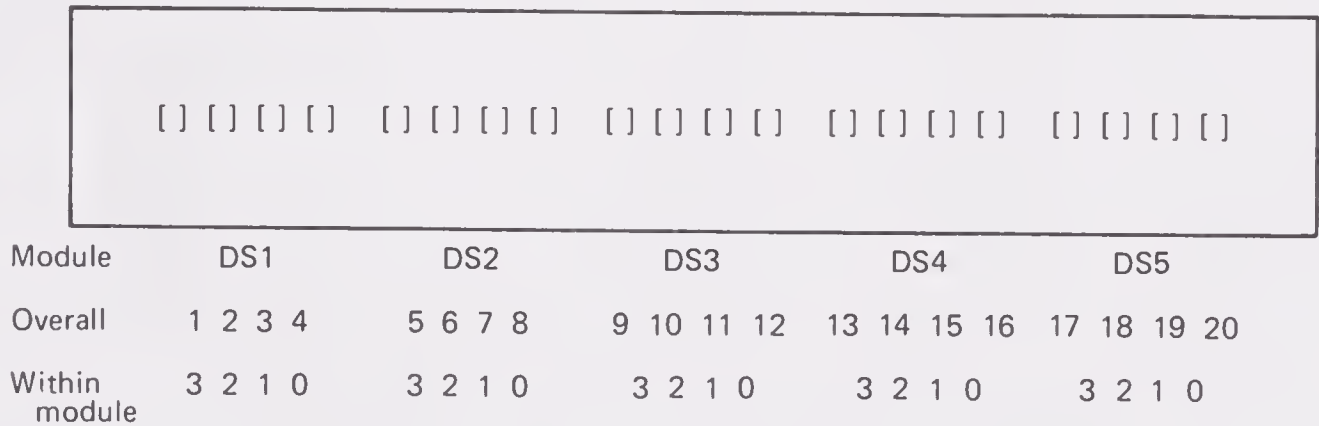 [ ] [ ] [ ] [ ] [ ] [ ] [ ] [ ] [ ] [ ] [ ] [ ] [ ] [ ] [ ] [ ] [ ] [ ] [ ] [ ]
Module DS1 DS2 DS3 DS4 DS5
Overall 1 2 3 4 5 6 7 8 9 10 11 12 13 14 15 16 17 18 19 20
Within 3 2 1 0 3 2 1 0 3 2 1 0 3 2 1 0 3 2 1 0
module